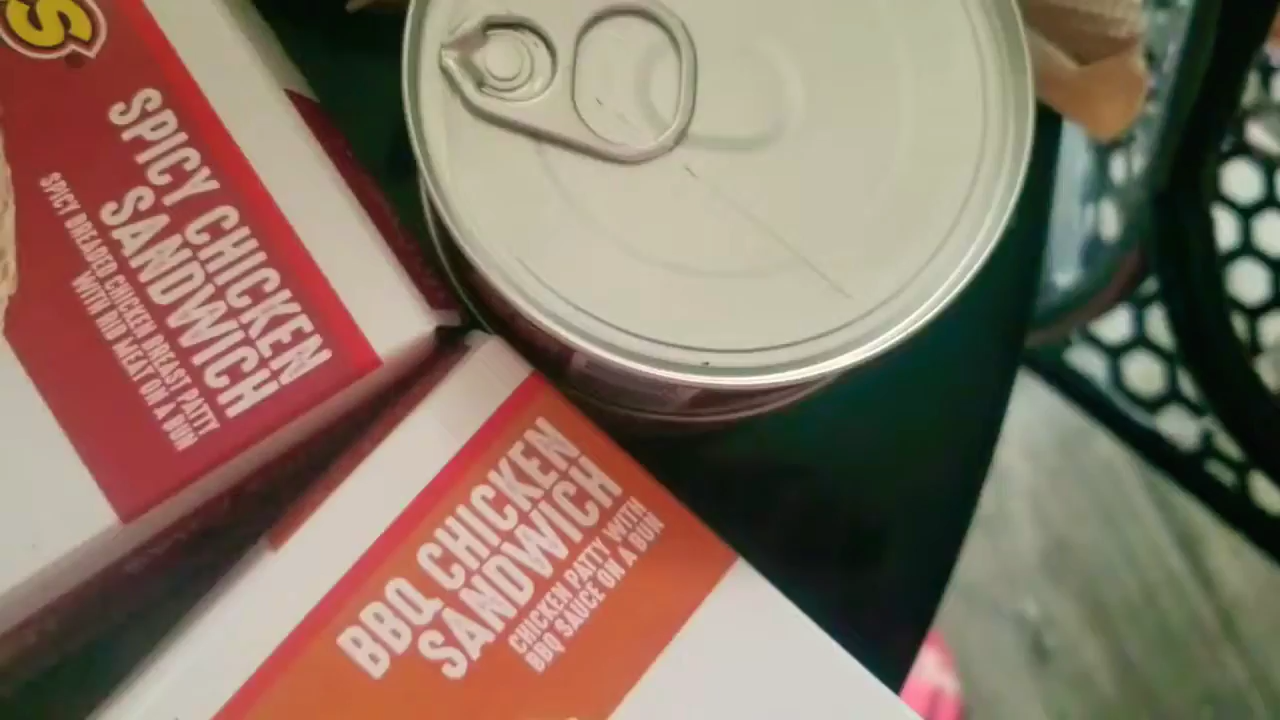 S
SPICY CHICKEN
SANDWICH
SPICY BREADED CHICKEN BREAST PATTY
WITH RIB MEAT ON A BUN
BBQ CHICKEN
SANDWICH
CHICKEN PATTY WITH
BBQ SAUCE ON A BUN